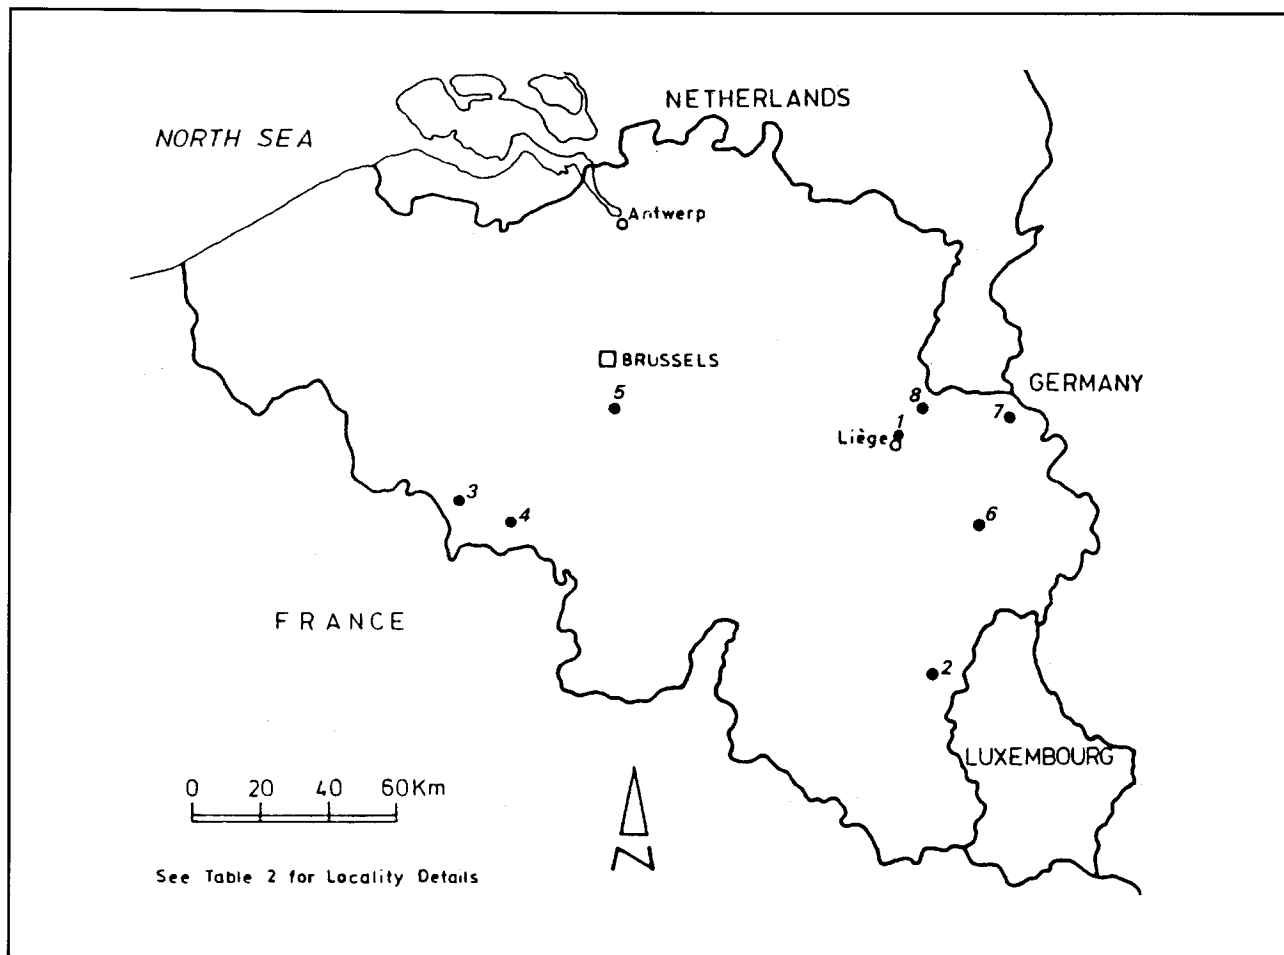 NETHERLANDS
NORTH SEA
Antwerp
BRUSSELS
GERMANY
5
8
7
1
Liège
3
4
6
FRANCE
2
LUXEMBOURG
0 20 40 60Km
N
See Table 2 for Locality Details